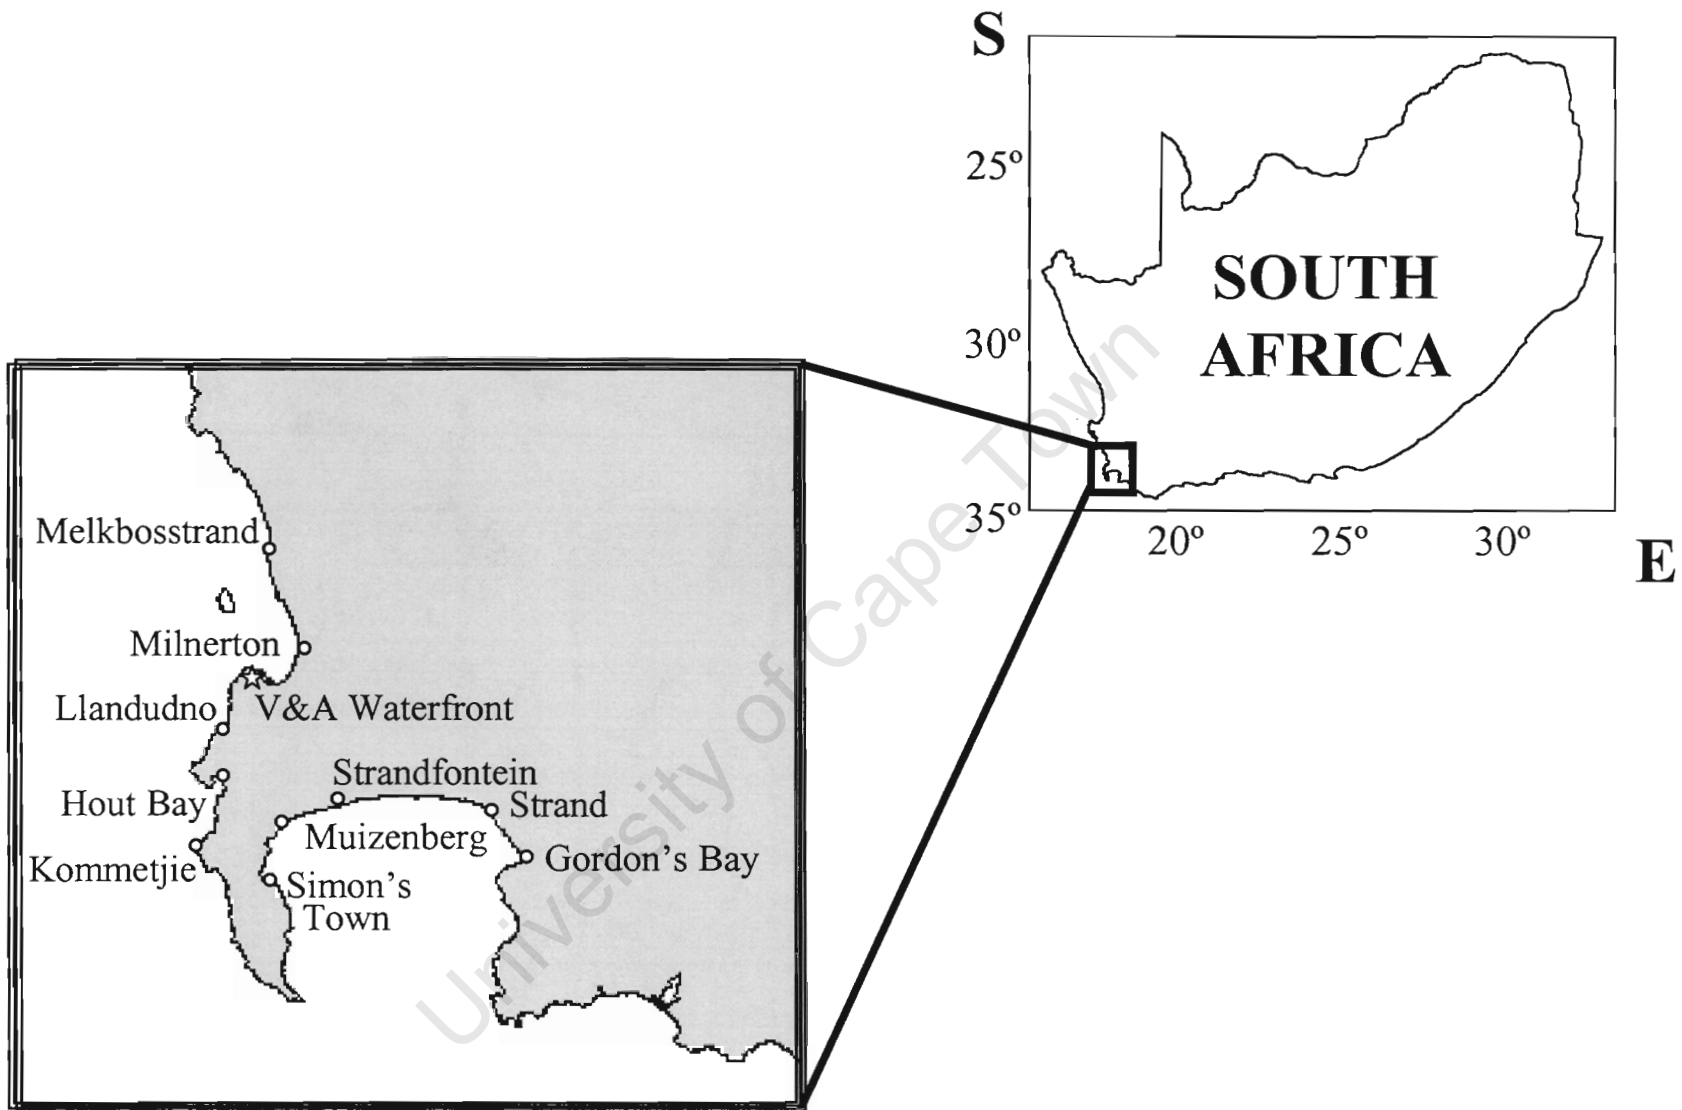 S
25º
SOUTH
AFRICA
30º
35º
20º 25º 30º
E
Melkbosstrand
Milnerton
Llandudno
V&A Waterfront
Strandfontein
Hout Bay
Strand
Muizenberg
Kommetjie
Gordon's Bay
Simon's
Town
University of Cape Town